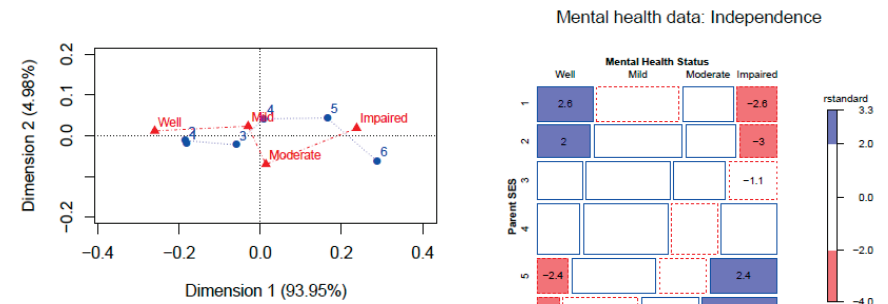 Mental health data: Independence
Dimension 2 (4.98%)
0.2
0.1
0.0
−0.2
Well
Mild
4
5
Impaired
3
Moderate
6
−0.4
−0.2
0.0
0.2
0.4
Dimension 1 (93.95%)
Mental Health Status
Well Mild Moderate Impaired
Parent SES
1
2.6
−2.6
2
2
−3
3
−1.1
4
5
−2.4
2.4
rstandard
3.3
2.0
0.0
−2.0
−4.0